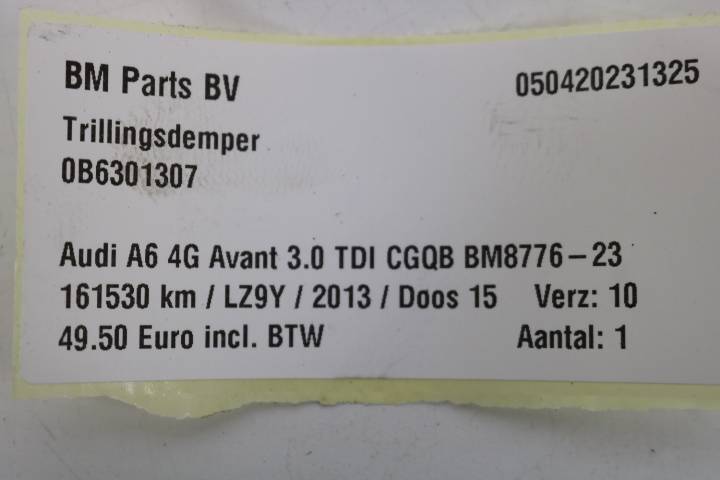 BM Parts BV 050420231325
Trillingsdemper
0B6301307
Audi A6 4G Avant 3.0 TDI CGQB BM8776-23
161530 km / LZ9Y / 2013 / Doos 15 Verz: 10
49.50 Euro incl. BTW Aantal: 1